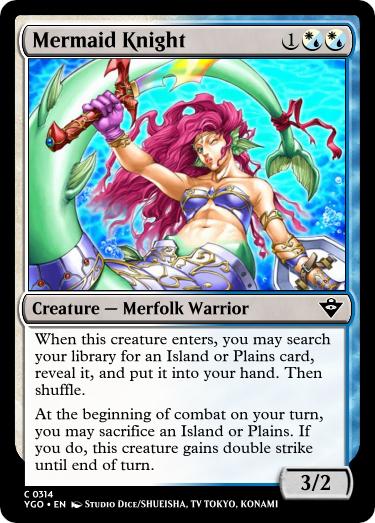 Mermaid Knight 1
Creature — Merfolk Warrior
When this creature enters, you may search
your library for an Island or Plains card,
reveal it, and put it into your hand. Then
shuffle.
At the beginning of combat on your turn,
you may sacrifice an Island or Plains. If
you do, this creature gains double strike
until end of turn.
3/2
C 0314
YGO • EN Studio Dice/SHUEISHA, TV TOKYO, KONAMI